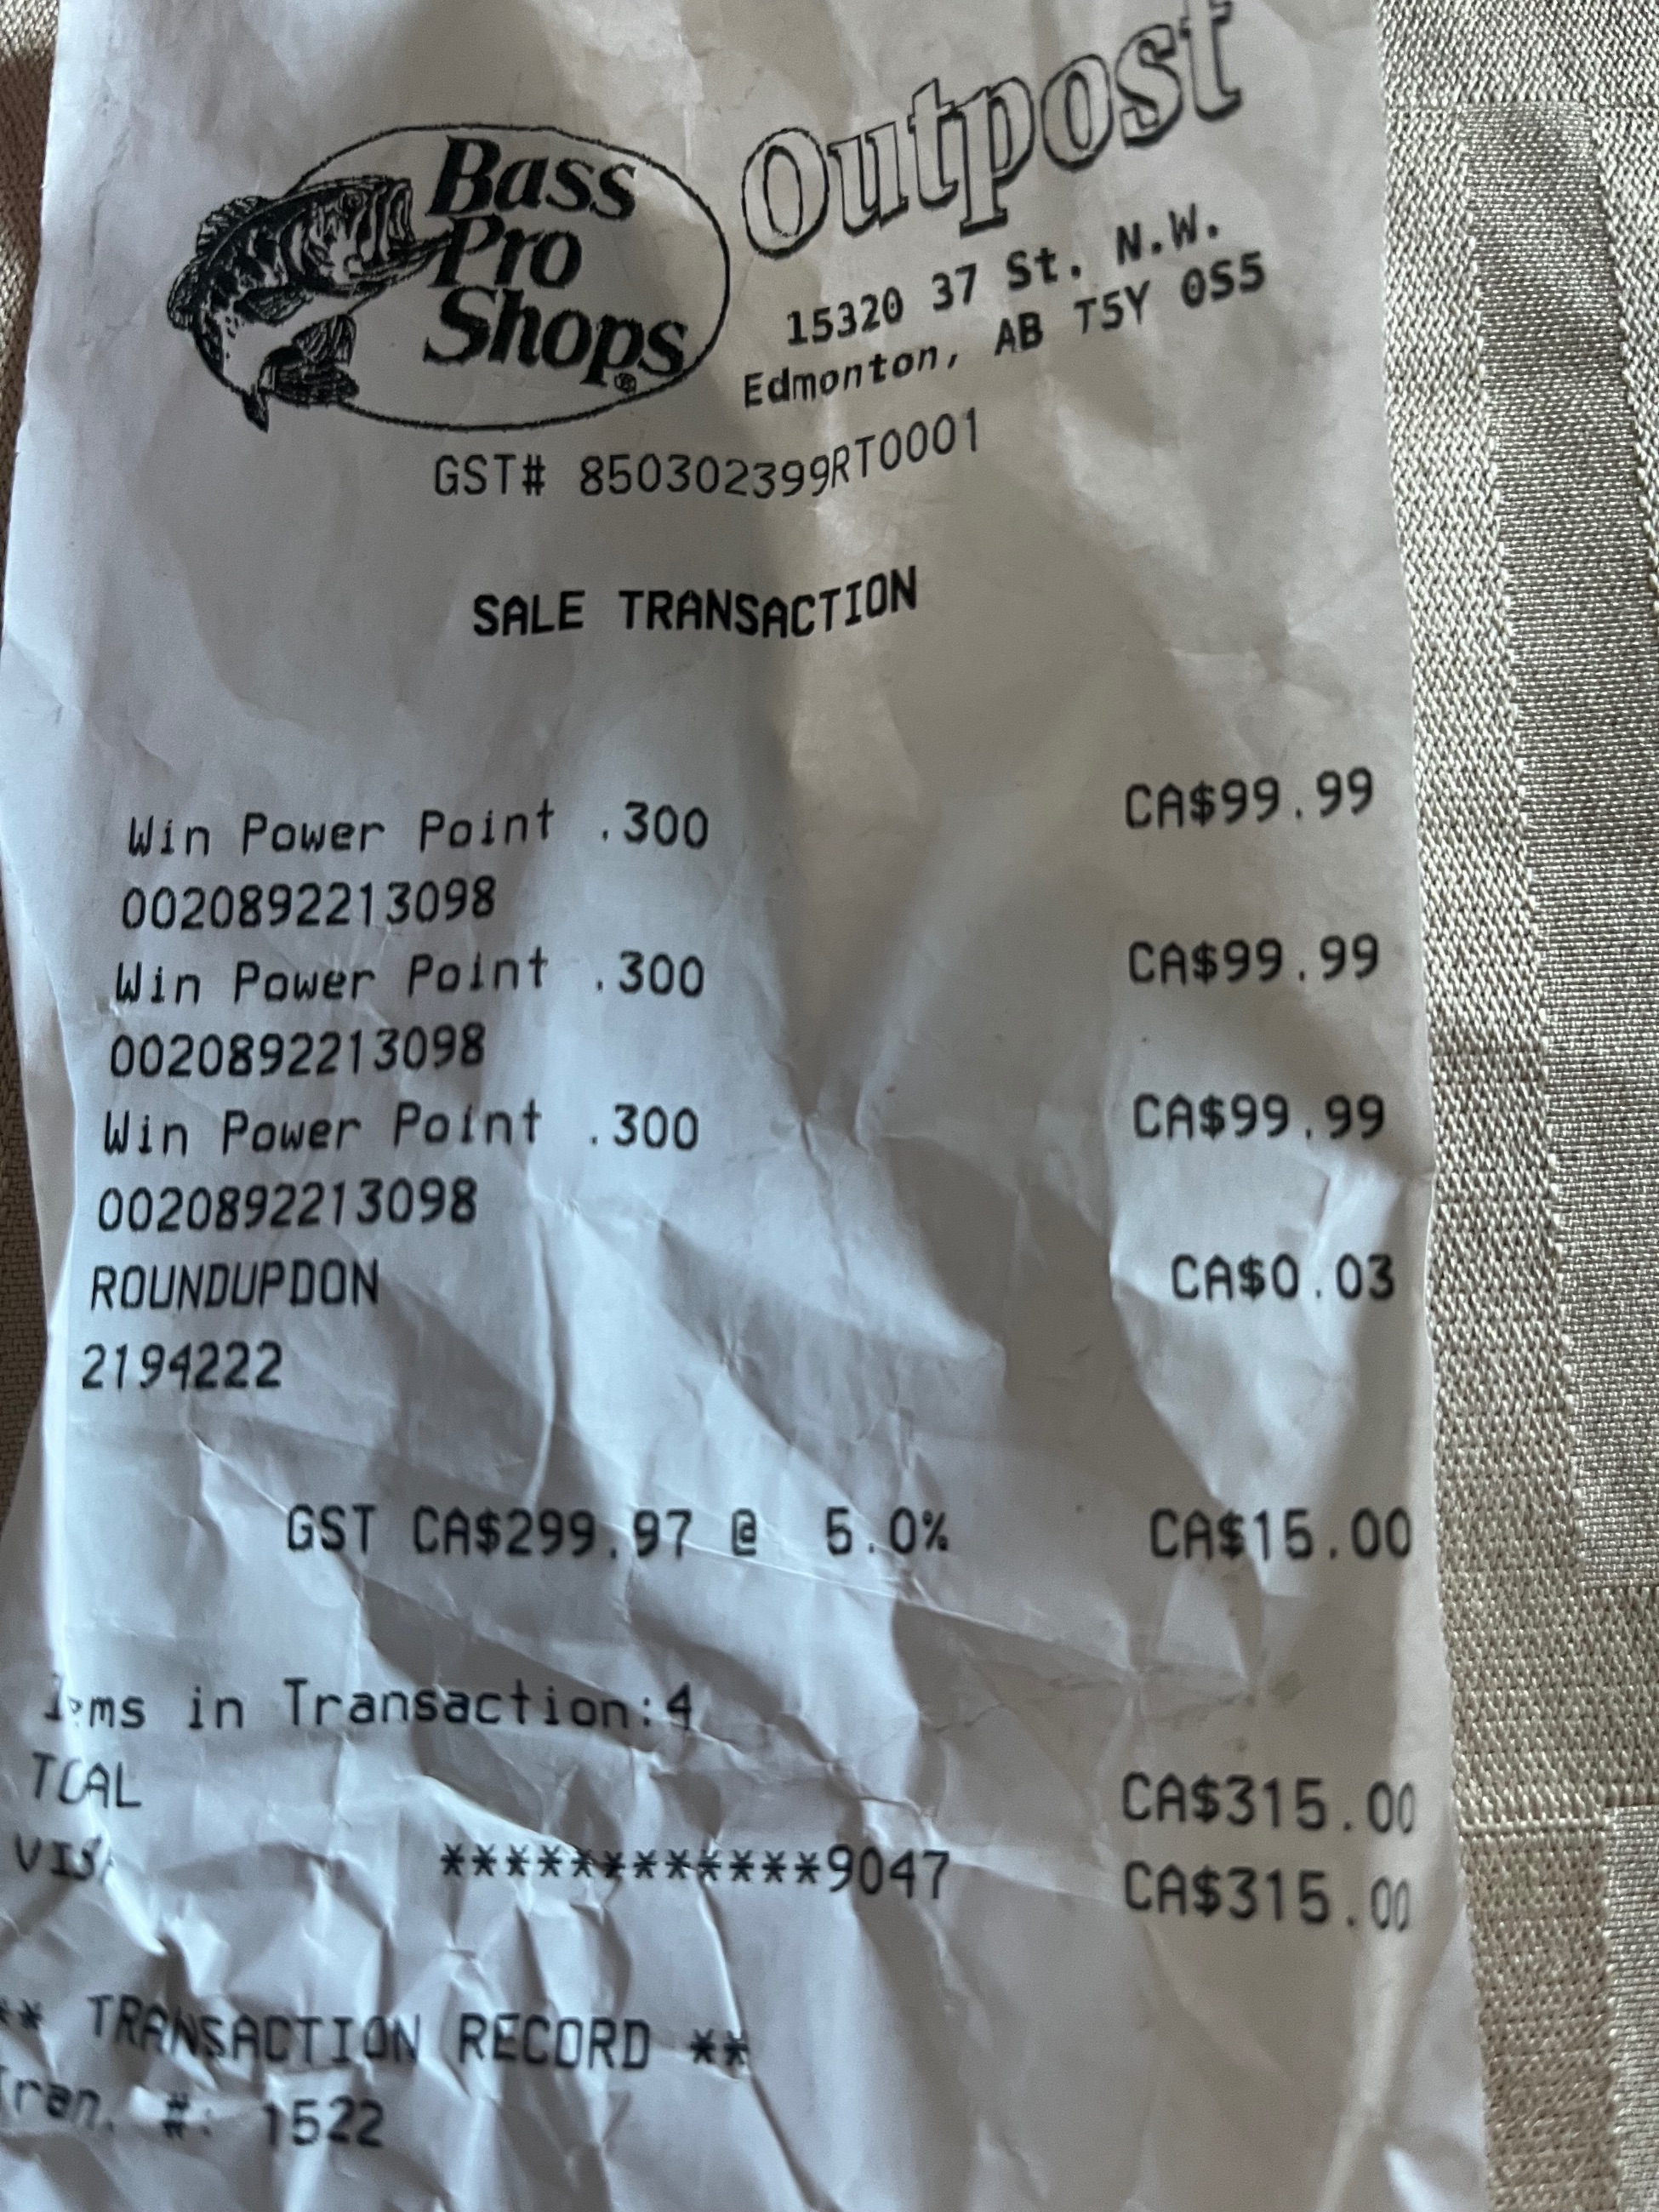 Bass
Pro
Shops®
Outpost
15320 37 St. N.W.
Edmonton, AB T5Y 0S5
GST# 850302399RT0001
SALE TRANSACTION
Win Power Point .300 CA$99.99
0020892213098
Win Power Point .300 CA$99.99
0020892213098
Win Power Point .300 CA$99.99
0020892213098
ROUNDUPDON CA$0.03
2194222
GST CA$299.97 @ 5.0% CA$15.00
in Transaction:4
CA$315.00
VISA ************9047 CA$315.00
** TRANSACTION RECORD **
Tran. #: 1522